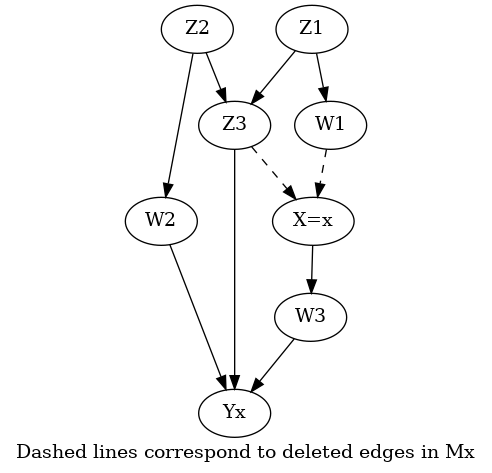 Z2
Z1
Z3
W1
W2
X=x
W3
Yx
Dashed lines correspond to deleted edges in Mx